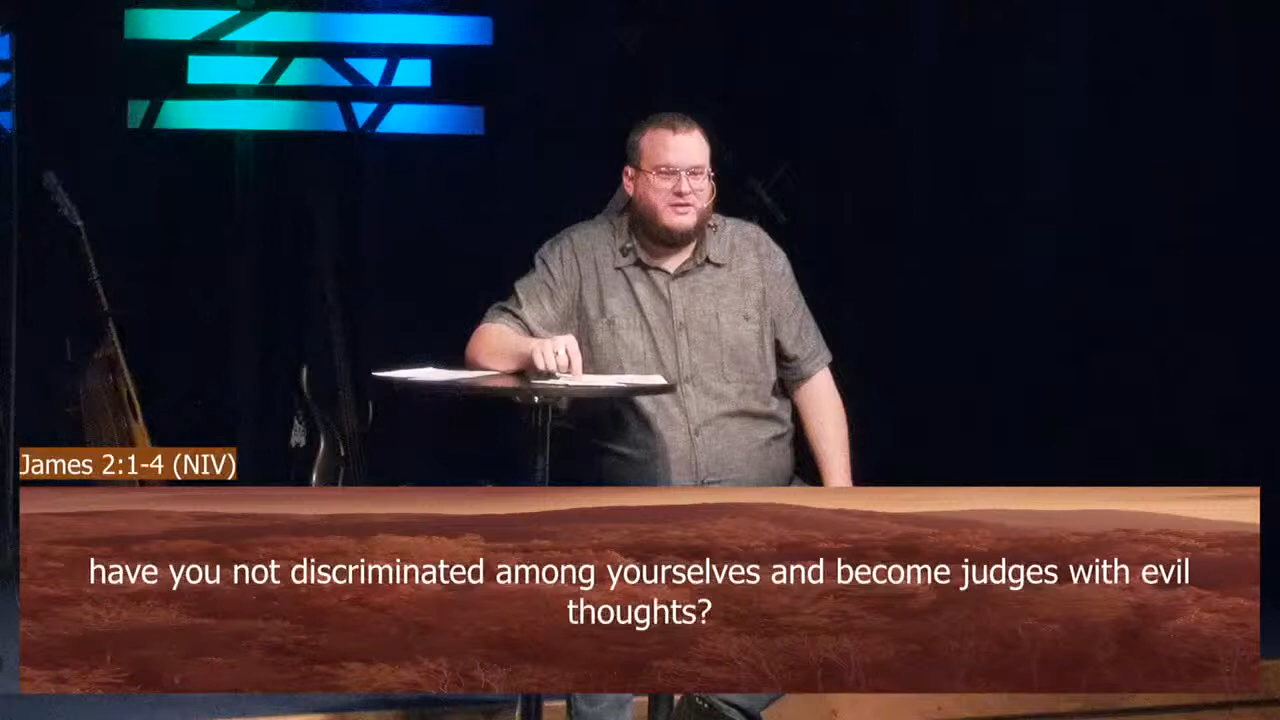 James 2:1-4 (NIV)
have you not discriminated among yourselves and become judges with evil
thoughts?